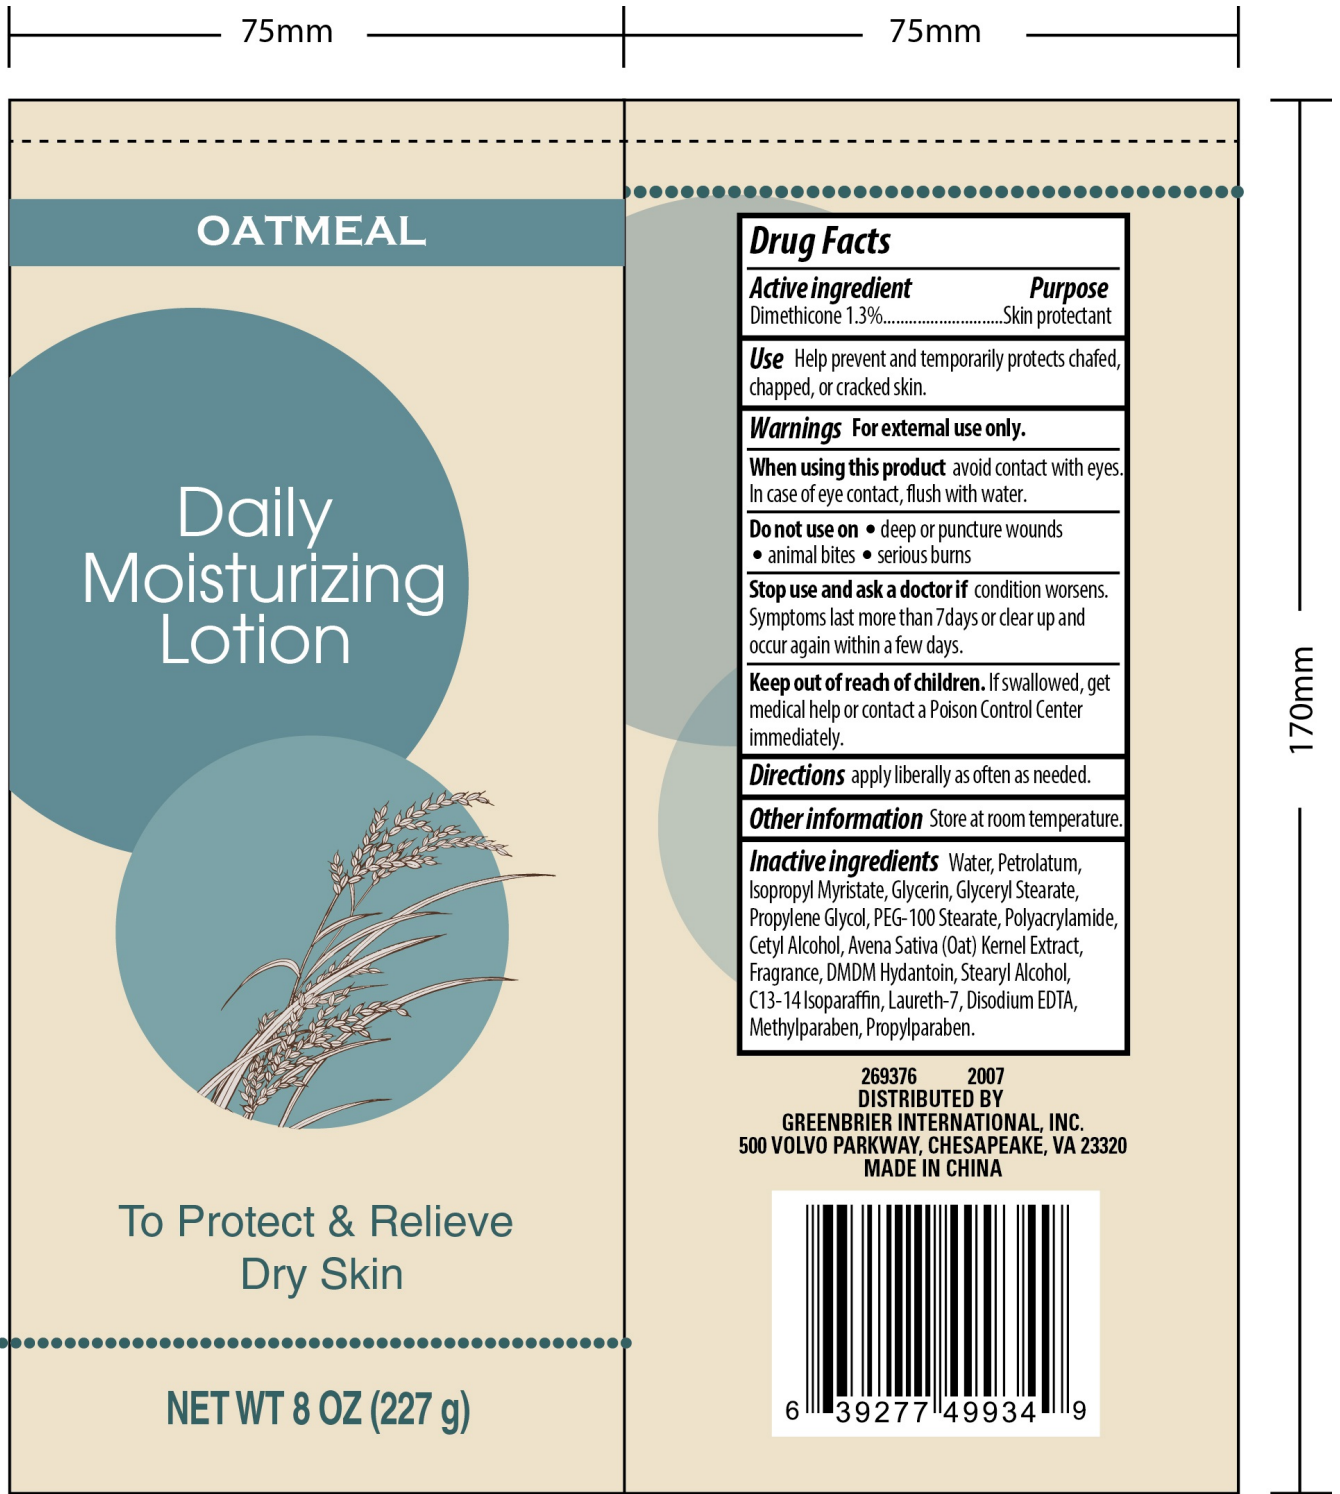 75mm
75mm
170mm
OATMEAL
Daily
Moisturizing
Lotion
To Protect & Relieve
Dry Skin
NET WT 8 OZ (227 g)
Drug Facts
Active ingredient Purpose
Dimethicone 1.3%............................Skin protectant
Use Help prevent and temporarily protects chafed,
chapped, or cracked skin.
Warnings For external use only.
When using this product avoid contact with eyes.
In case of eye contact, flush with water.
Do not use on • deep or puncture wounds
• animal bites • serious burns
Stop use and ask a doctor if condition worsens.
Symptoms last more than 7days or clear up and
occur again within a few days.
Keep out of reach of children. If swallowed, get
medical help or contact a Poison Control Center
immediately.
Directions apply liberally as often as needed.
Other information Store at room temperature.
Inactive ingredients Water, Petrolatum,
Isopropyl Myristate, Glycerin, Glyceryl Stearate,
Propylene Glycol, PEG-100 Stearate, Polyacrylamide,
Cetyl Alcohol, Avena Sativa (Oat) Kernel Extract,
Fragrance, DMDM Hydantoin, Stearyl Alcohol,
C13-14 Isoparaffin, Laureth-7, Disodium EDTA,
Methylparaben, Propylparaben.
269376 2007
DISTRIBUTED BY
GREENBRIER INTERNATIONAL, INC.
500 VOLVO PARKWAY, CHESAPEAKE, VA 23320
MADE IN CHINA
6 39277 49934 9